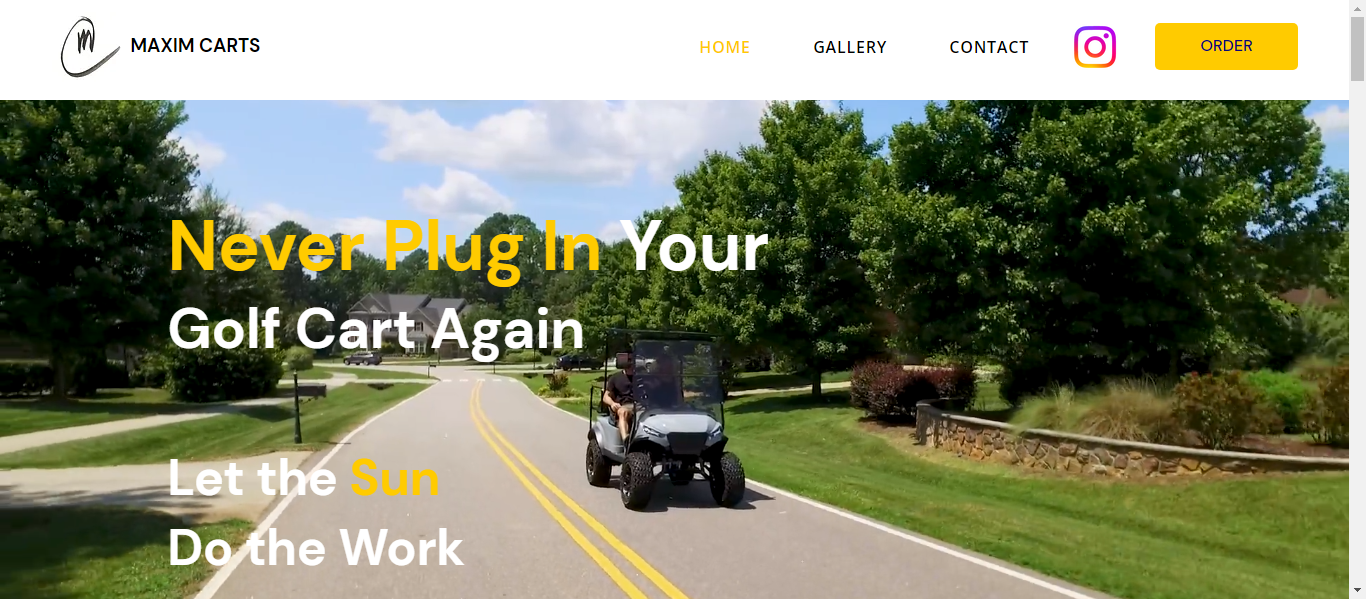 m
MAXIM CARTS
HOME
GALLERY
CONTACT
ORDER
Never Plug In Your
Golf Cart Again
Let the Sun
Do the Work